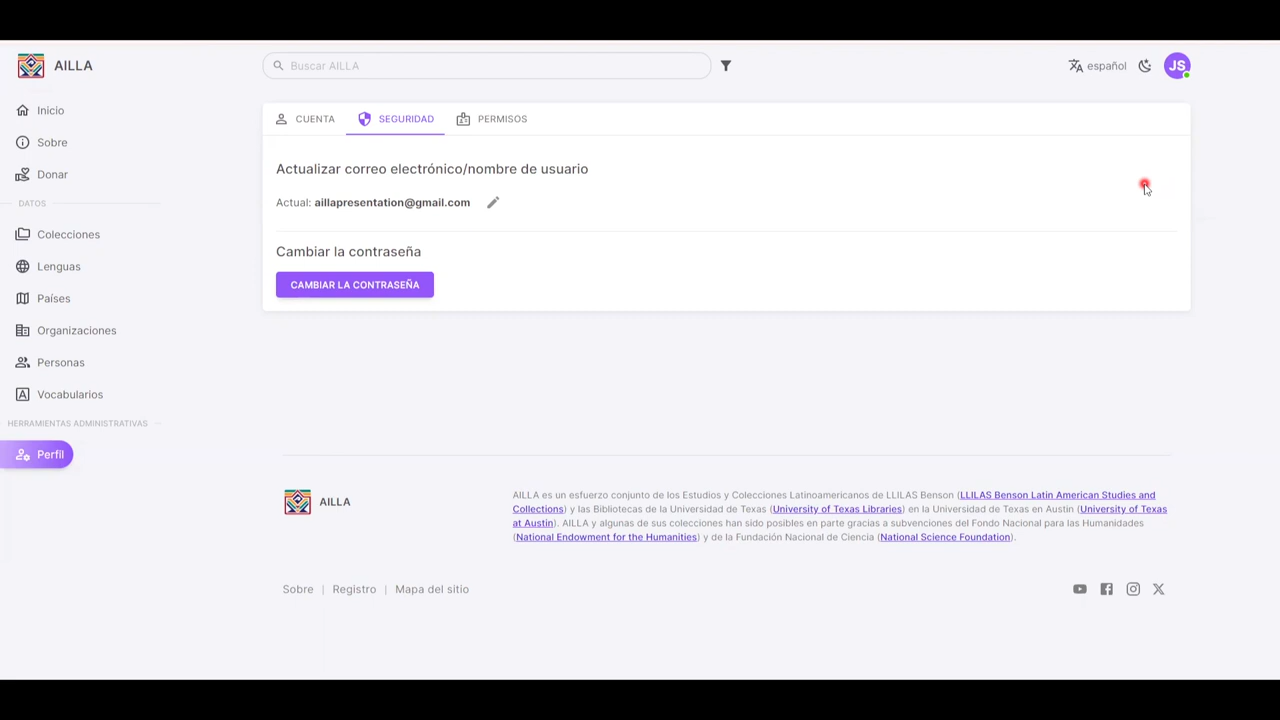 AILLA
Buscar AILLA
español
JS
Inicio
Sobre
Donar
DATOS
Colecciones
Lenguas
Países
Organizaciones
Personas
Vocabularios
HERRAMIENTAS ADMINISTRATIVAS
Perfil
CUENTA
SEGURIDAD
PERMISOS
Actualizar correo electrónico/nombre de usuario
Actual: aillapresentation@gmail.com
Cambiar la contraseña
CAMBIAR LA CONTRASEÑA
AILLA
AILLA es un esfuerzo conjunto de los Estudios y Colecciones Latinoamericanos de LLILAS Benson (LLILAS Benson Latin American Studies and
Collections) y las Bibliotecas de la Universidad de Texas (University of Texas Libraries) en la Universidad de Texas en Austin (University of Texas
at Austin). AILLA y algunas de sus colecciones han sido posibles en parte gracias a subvenciones del Fondo Nacional para las Humanidades
(National Endowment for the Humanities) y de la Fundación Nacional de Ciencia (National Science Foundation).
Sobre | Registro | Mapa del sitio